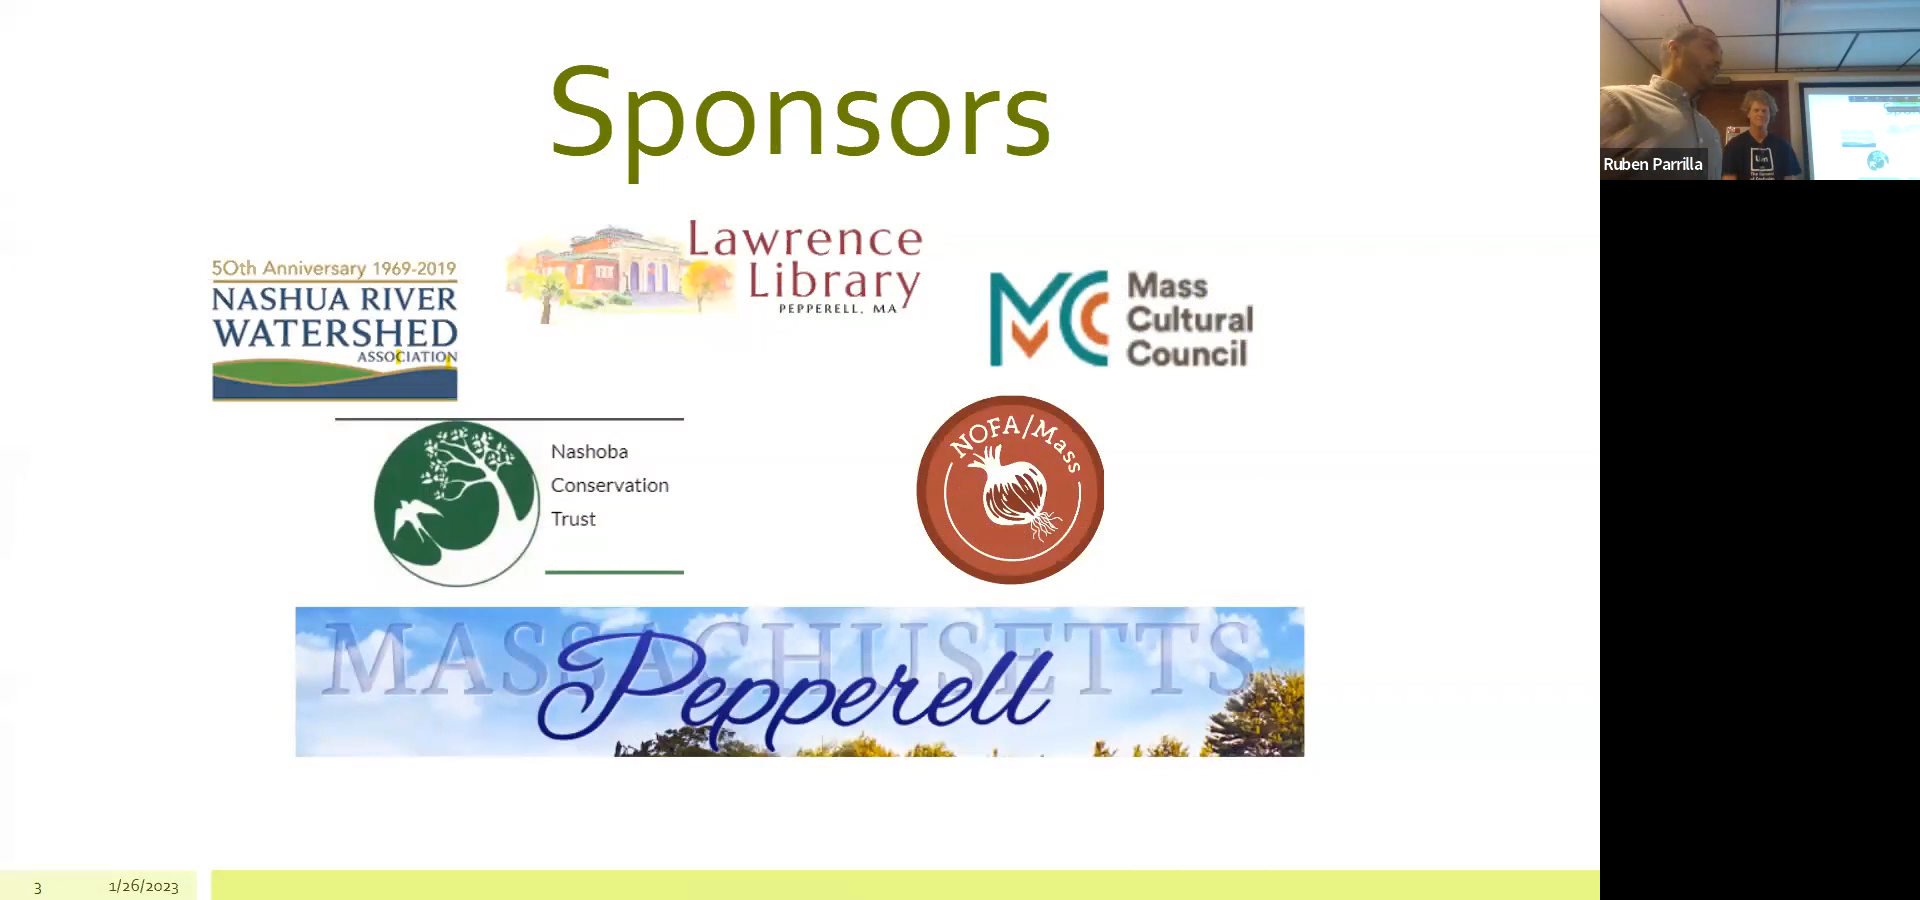 Sponsors
50th Anniversary 1969-2019
NASHUA RIVER
WATERSHED
ASSOCIATION
Lawrence
Library
PEPPERELL, MA
MCC
Mass
Cultural
Council
Nashoba
Conservation
Trust
NOFA/Mass
MASSACHUSETTS
Pepperell
3
1/26/2023
Ruben Parrilla